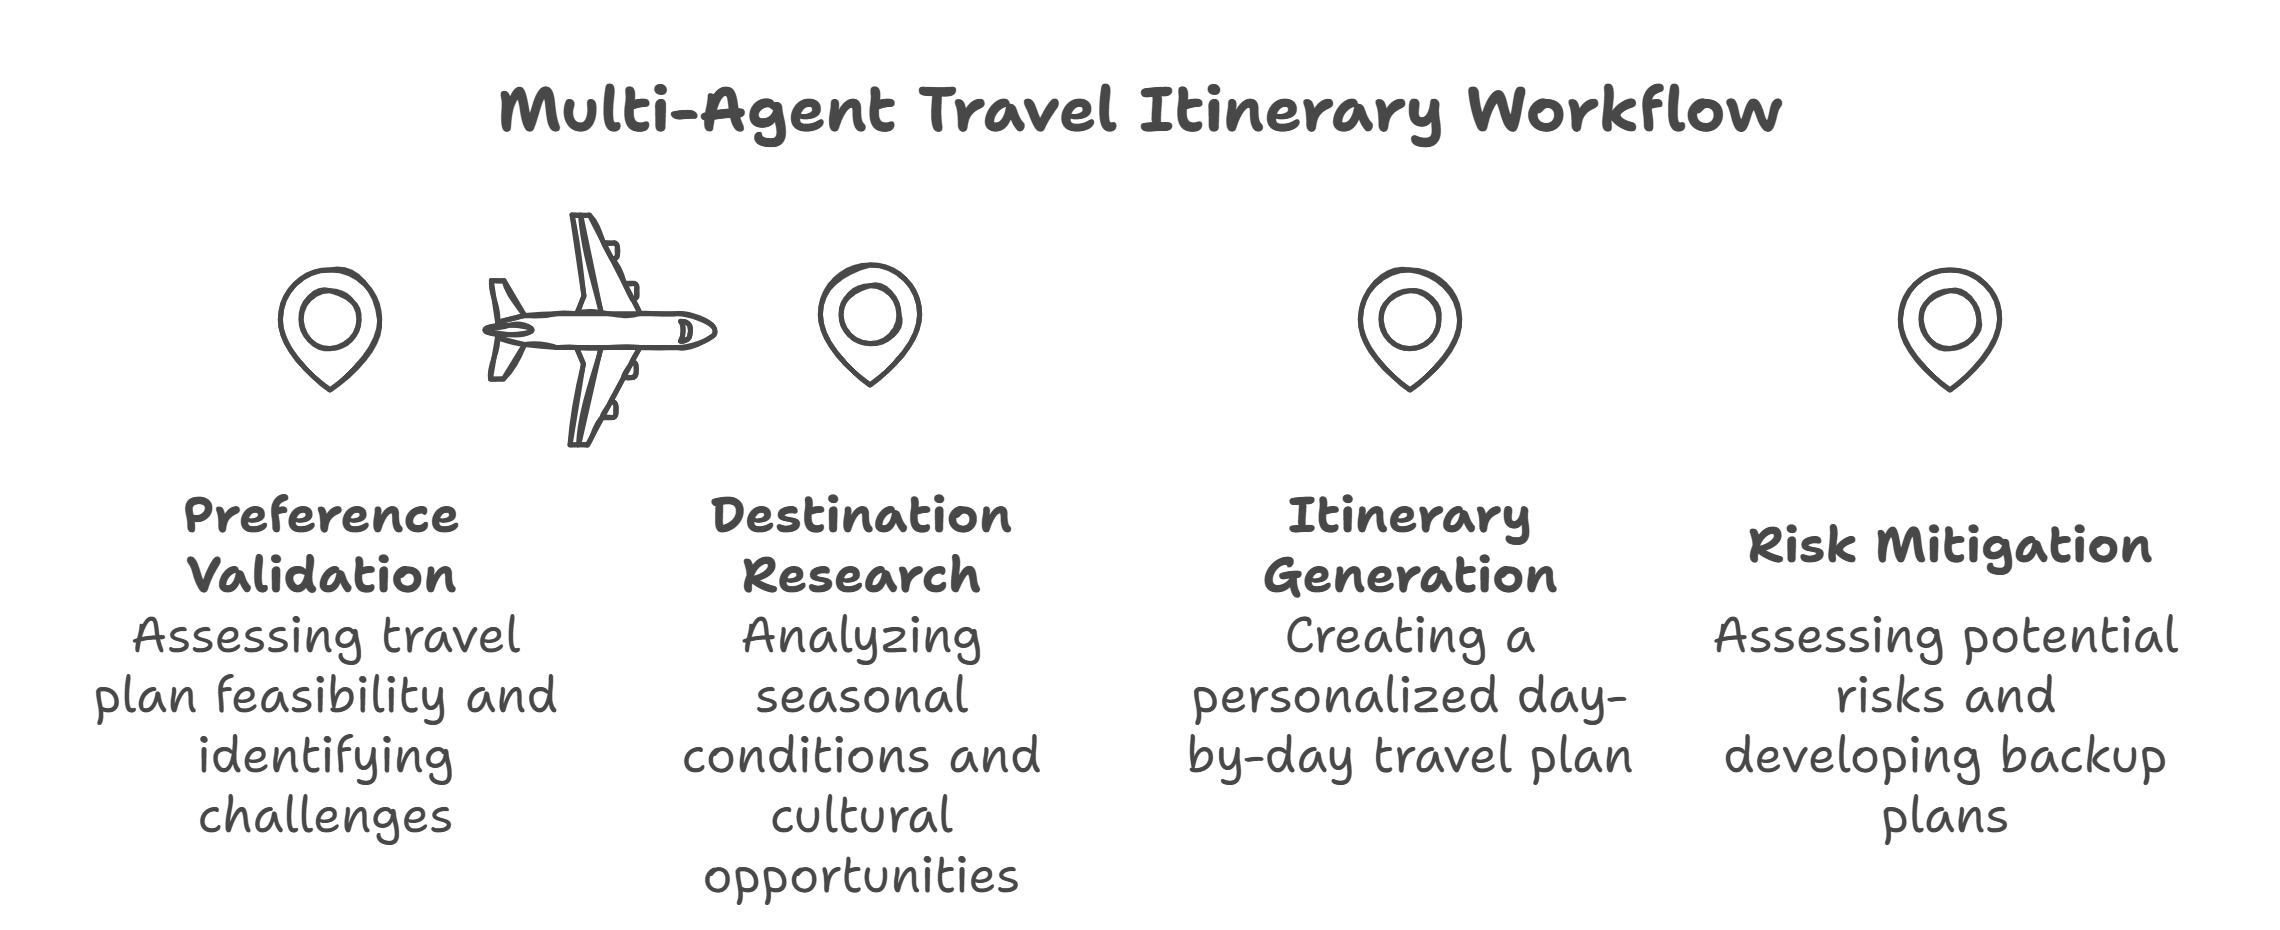 Multi-Agent Travel Itinerary Workflow
Preference
Validation
Assessing travel
plan feasibility and
identifying
challenges
Destination
Research
Analyzing
seasonal
conditions and
cultural
opportunities
Itinerary
Generation
Creating a
personalized day-
by-day travel plan
Risk Mitigation
Assessing potential
risks and
developing backup
plans